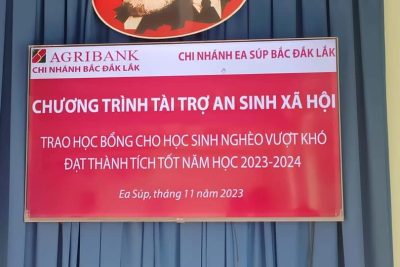 AGRIBANK
CHI NHÁNH BẮC ĐẮK LẮK
CHI NHÁNH EA SÚP BẮC ĐẮK LẮK
CHƯƠNG TRÌNH TÀI TRỢ AN SINH XÃ HỘI
TRAO HỌC BỔNG CHO HỌC SINH NGHÈO VƯỢT KHÓ
ĐẠT THÀNH TÍCH TỐT NĂM HỌC 2023-2024
Ea Súp, tháng 11 năm 2023